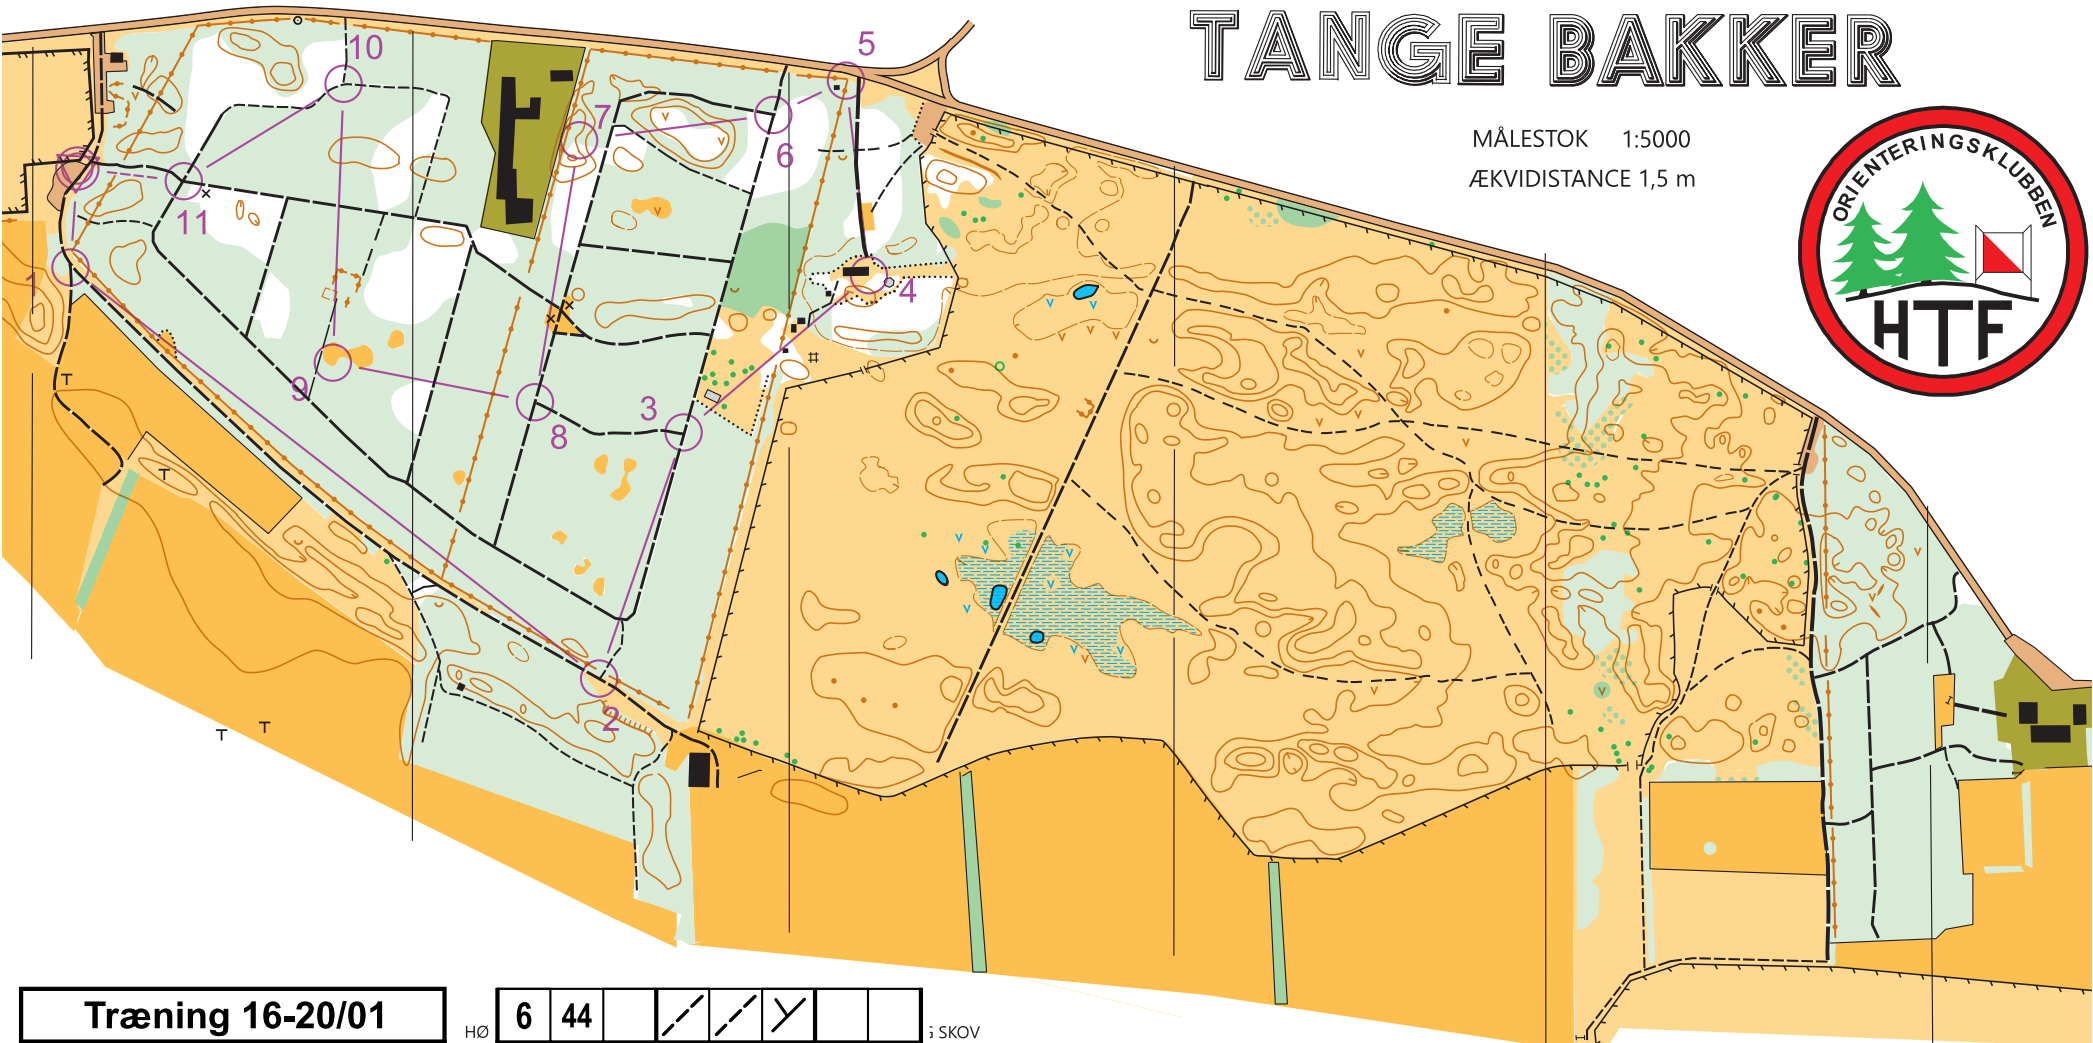 TANGE BAKKER
MÅLESTOK 1:5000
ÆKVIDISTANCE 1,5 m
ORIENTERINGSKLUBBEN
HTF
10
5
7
6
11
1
4
9
3
8
2
Træning 16-20/01
HØ
6 44
SKOV